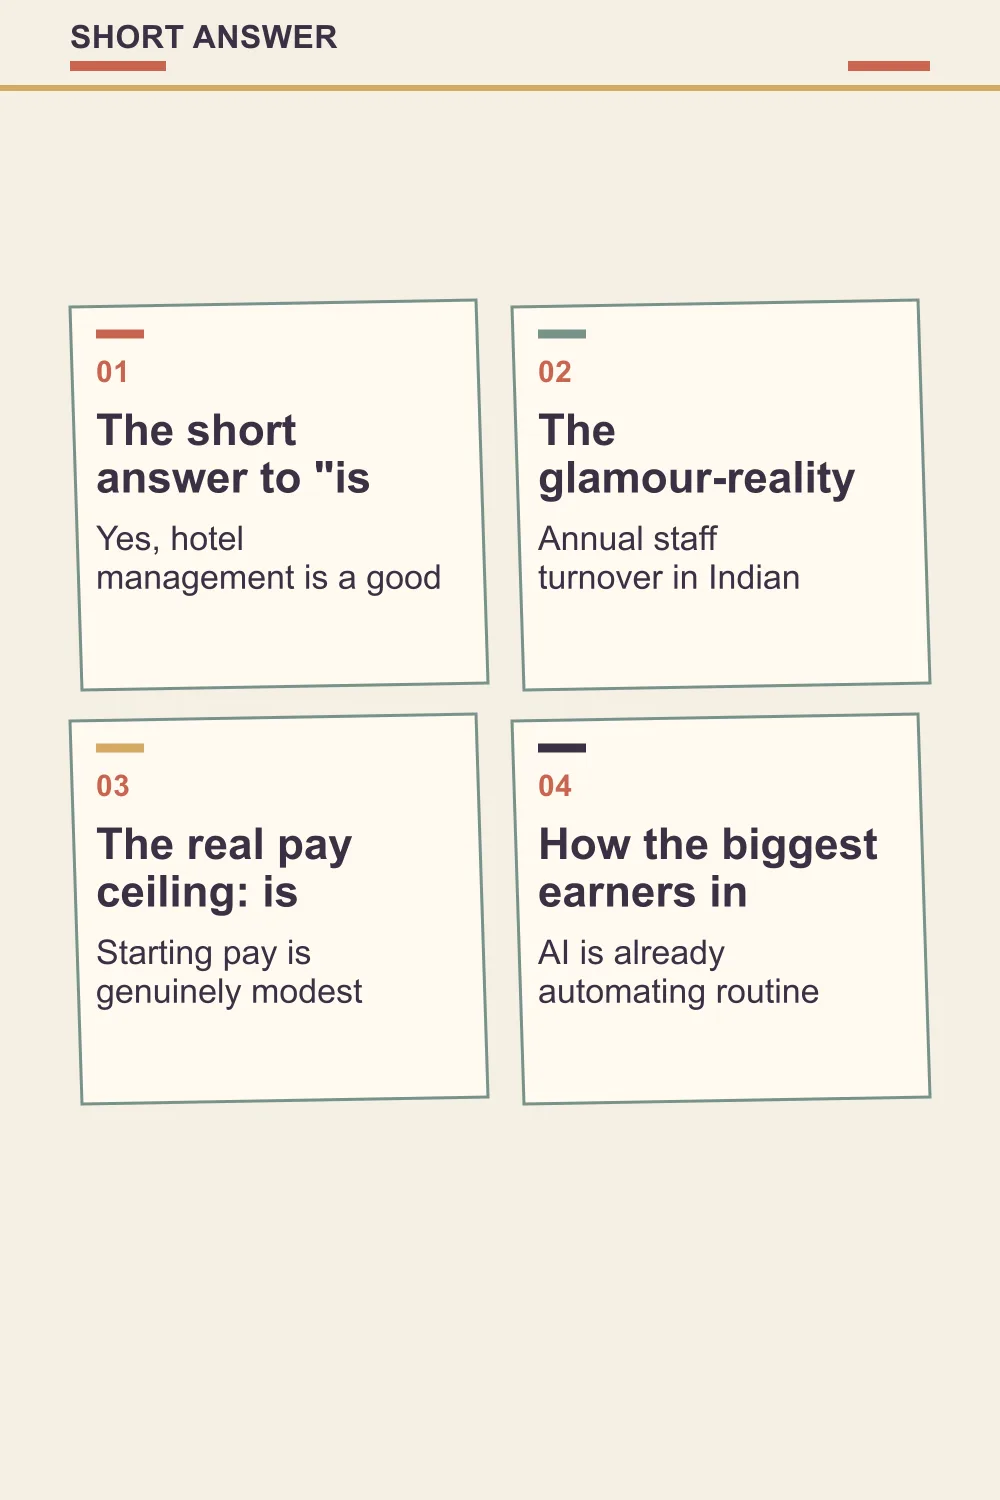 SHORT ANSWER
01
The short
answer to "is
Yes, hotel
management is a good
02
The
glamour-reality
Annual staff
turnover in Indian
03
The real pay
ceiling: is
Starting pay is
genuinely modest
04
How the biggest
earners in
AI is already
automating routine